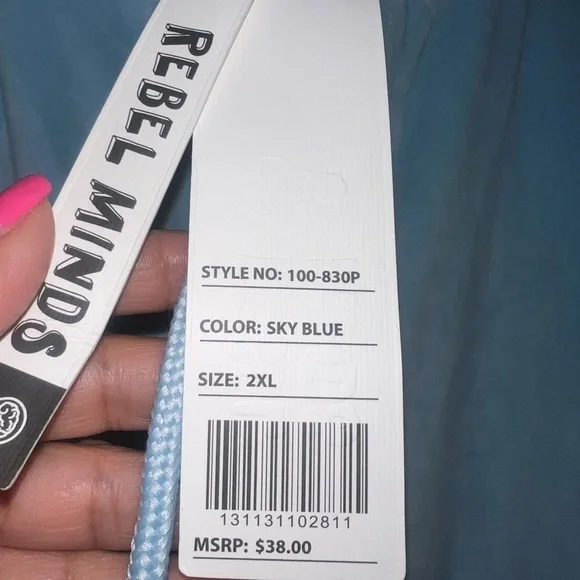 REBEL MINDS
STYLE NO: 100-830P
COLOR: SKY BLUE
SIZE: 2XL
131131102811
MSRP: $38.00